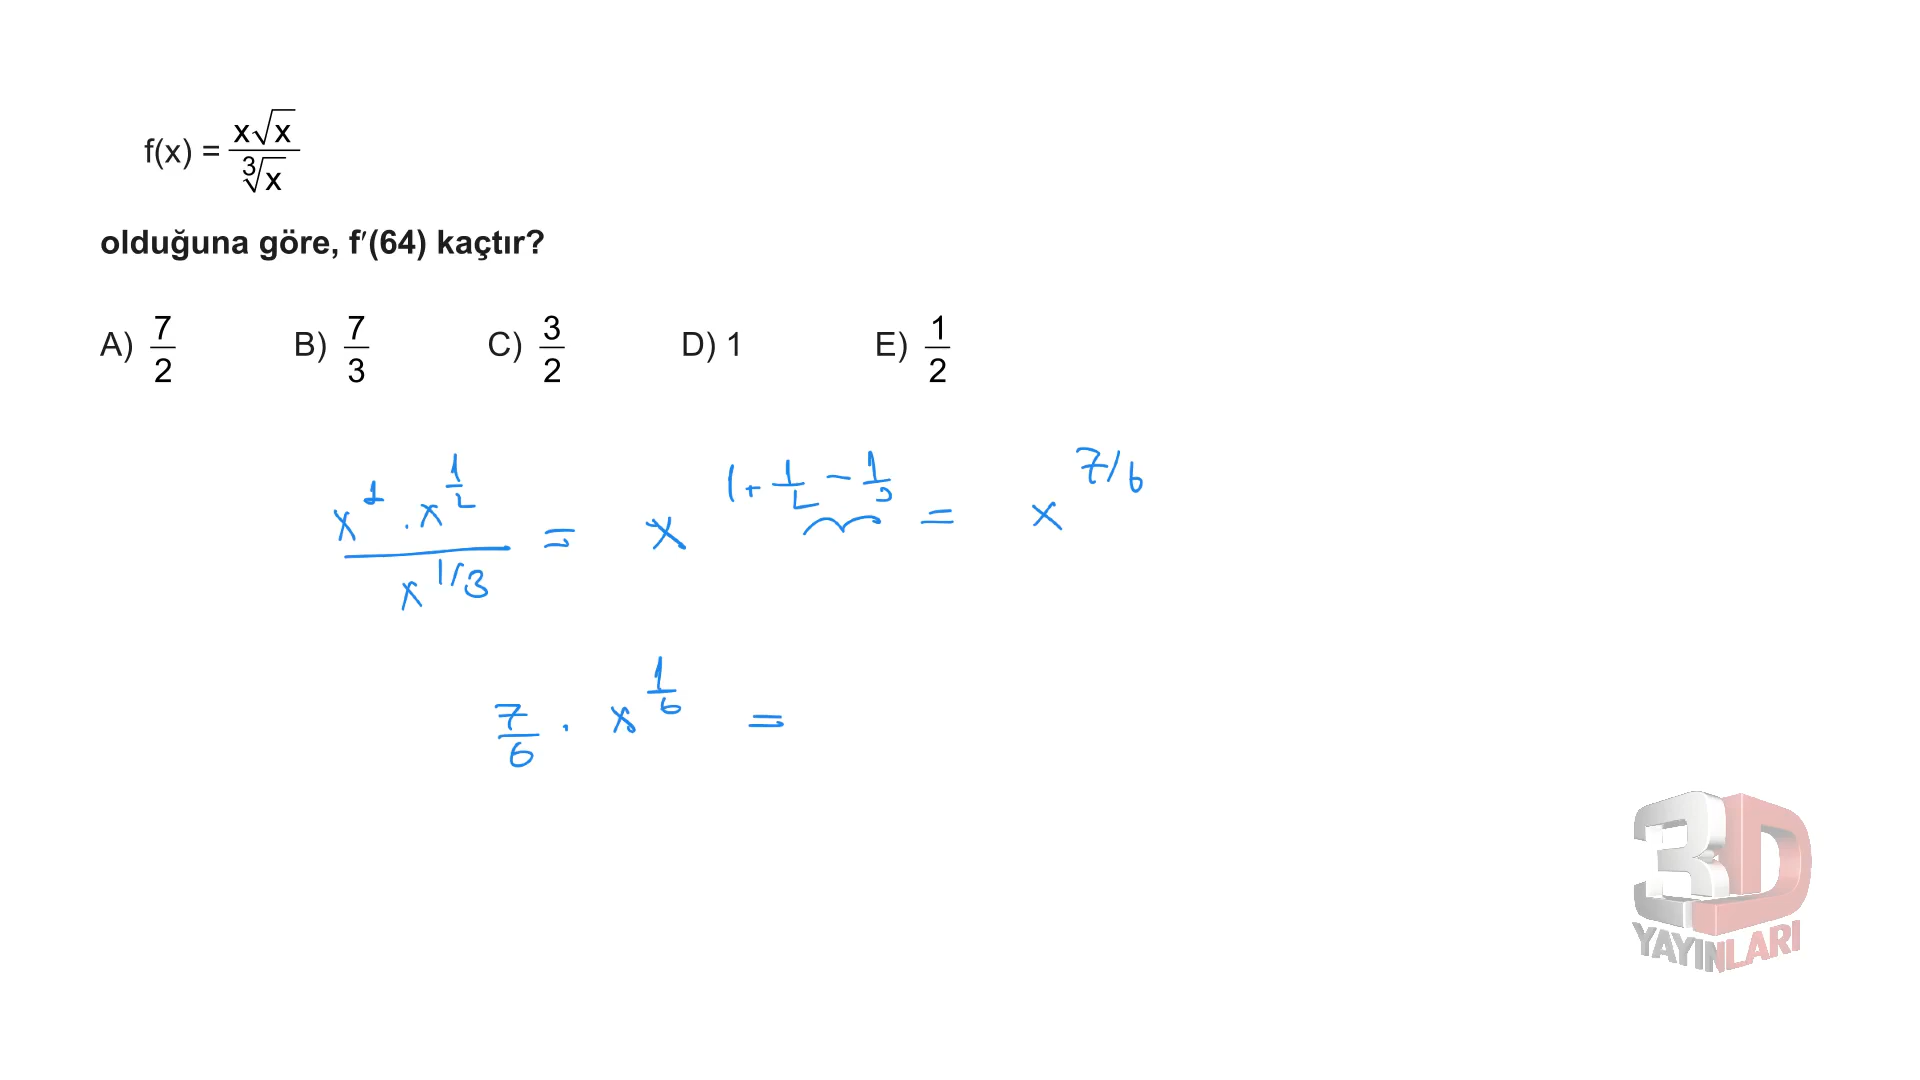 f(x) = x√x / ∛x
olduğuna göre, f′(64) kaçtır?
A) 7/2 B) 7/3 C) 3/2 D) 1 E) 1/2
x^1 · x^(1/2) / x^(1/3) = x^(1 + 1/2 − 1/3) = x^(7/6)
7/6 · x^(1/6) =
3D
YAYINLARI